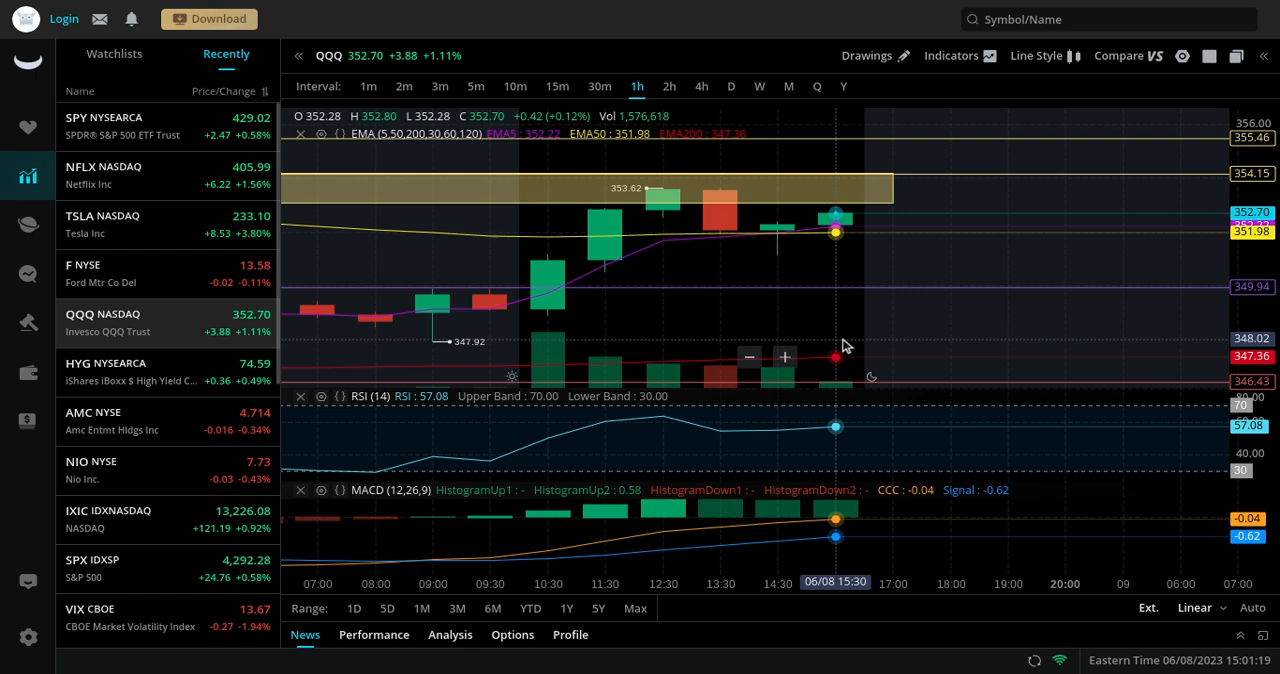 Login
Download
Symbol/Name
Watchlists
Recently
Name
Price/Change
SPY NYSEARCA 429.02
SPDR® S&P 500 ETF Trust +2.47 +0.58%
NFLX NASDAQ 405.99
Netflix Inc +6.22 +1.56%
TSLA NASDAQ 233.10
Tesla Inc +8.53 +3.80%
F NYSE 13.58
Ford Mtr Co Del -0.02 -0.11%
QQQ NASDAQ 352.70
Invesco QQQ Trust +3.88 +1.11%
HYG NYSEARCA 74.59
iShares iBoxx $ High Yield C... +0.36 +0.49%
AMC NYSE 4.714
Amc Entmt Hldgs Inc -0.016 -0.34%
NIO NYSE 7.73
Nio Inc. -0.03 -0.43%
IXIC IDXNASDAQ 13,226.08
NASDAQ +121.19 +0.92%
SPX IDXSP 4,292.28
S&P 500 +24.76 +0.58%
VIX CBOE 13.67
CBOE Market Volatility Index -0.27 -1.94%
QQQ 352.70 +3.88 +1.11%
Drawings Indicators Line Style Compare VS
Interval: 1m 2m 3m 5m 10m 15m 30m 1h 2h 4h D W M Q Y
O 352.28 H 352.80 L 352.28 C 352.70 +0.42 (+0.12%) Vol 1,576,618
EMA (5,50,200,30,60,120) EMA5 : 352.22 EMA50 : 351.98 EMA200 : 347.36
356.00
355.46
354.15
353.62
352.70
351.98
349.94
348.02
347.92
347.36
346.43
RSI (14) RSI : 57.08 Upper Band : 70.00 Lower Band : 30.00
80.00
70
57.08
40.00
30
MACD (12,26,9) HistogramUp1 : - HistogramUp2 : 0.58 HistogramDown1 : - HistogramDown2 : - CCC : -0.04 Signal : -0.62
-0.04
-0.62
07:00 08:00 09:00 09:30 10:30 11:30 12:30 13:30 14:30 06/08 15:30 17:00 18:00 19:00 20:00 09 06:00 07:00
Range: 1D 5D 1M 3M 6M YTD 1Y 5Y Max
Ext. Linear Auto
News Performance Analysis Options Profile
Eastern Time 06/08/2023 15:01:19